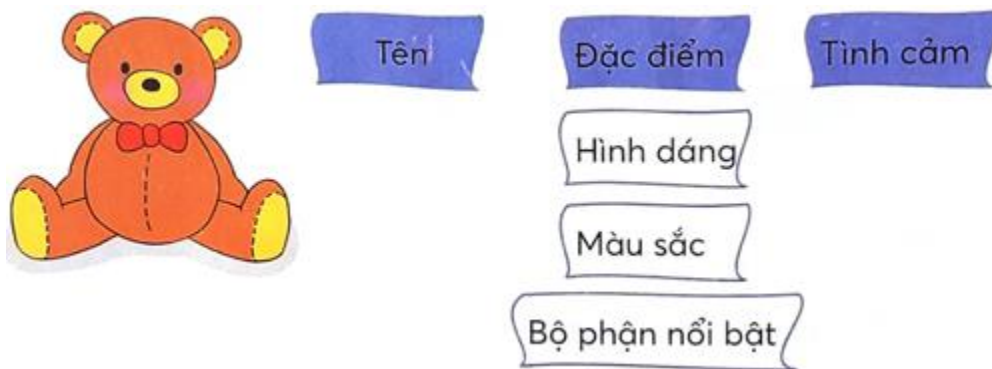 Tên
Đặc điểm
Tình cảm
Hình dáng
Màu sắc
Bộ phận nổi bật